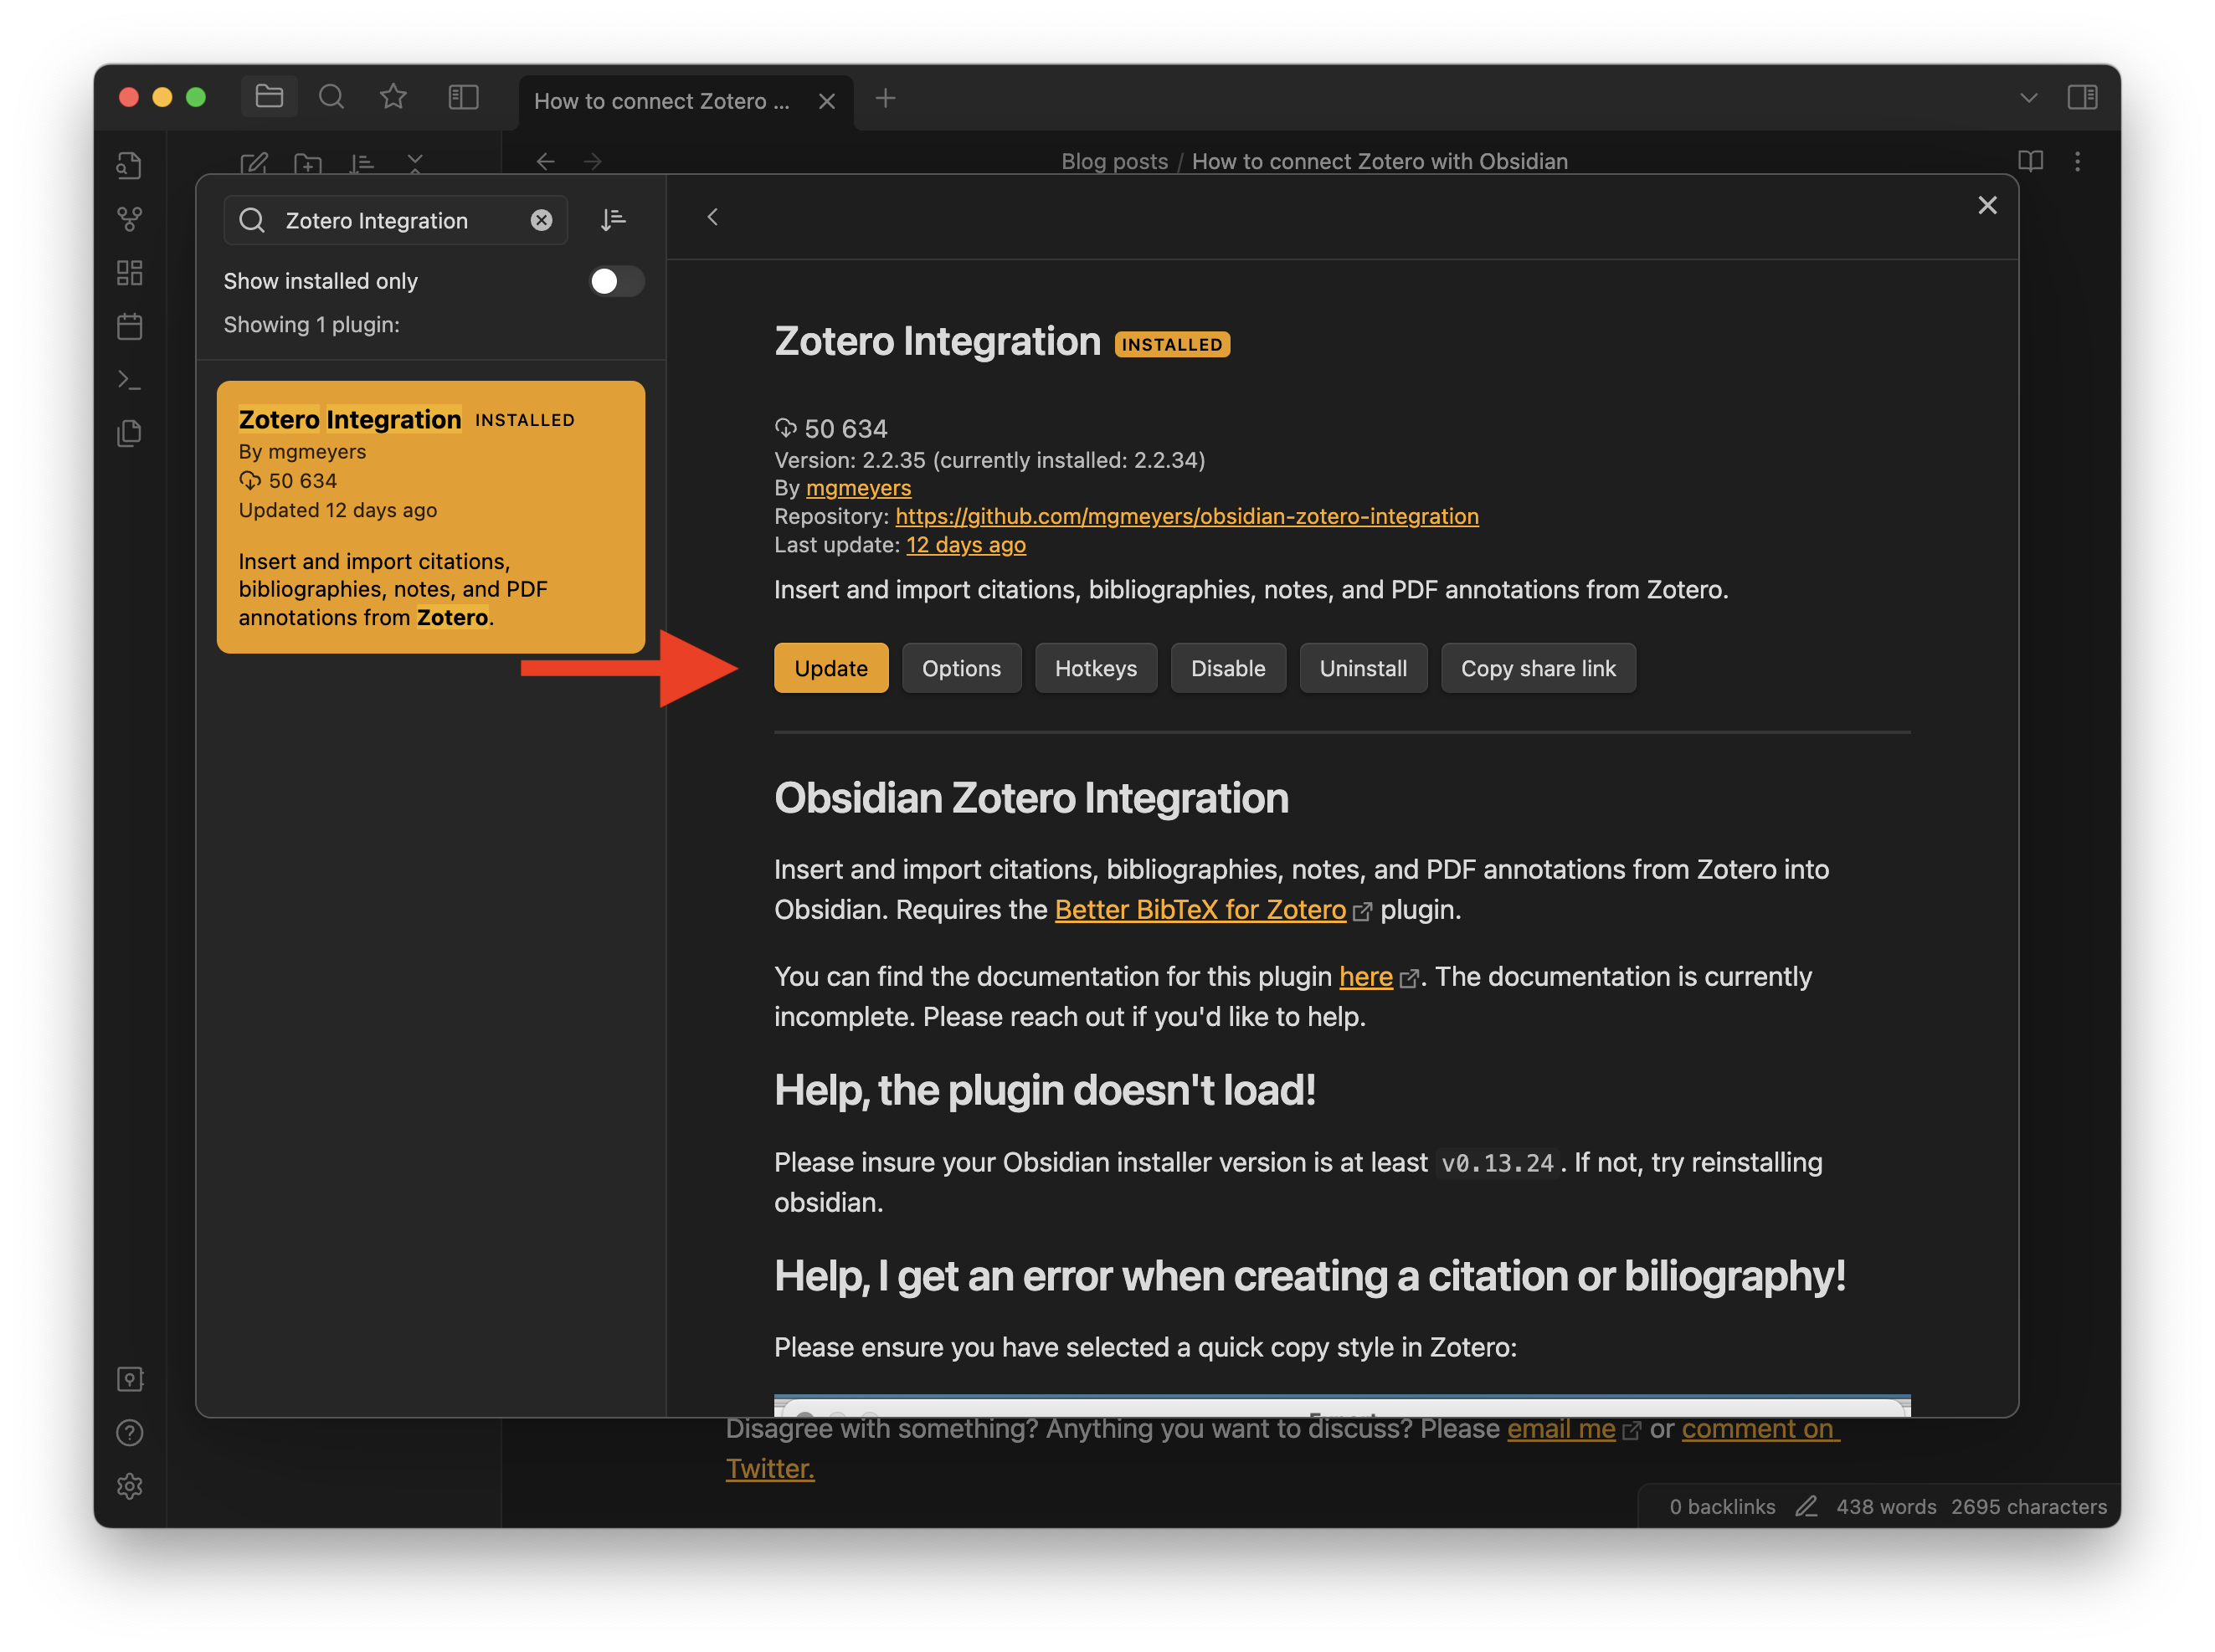 How to connect Zotero ...
Blog posts / How to connect Zotero with Obsidian
Zotero Integration
Show installed only
Showing 1 plugin:
Zotero Integration INSTALLED
By mgmeyers
50 634
Updated 12 days ago
Insert and import citations,
bibliographies, notes, and PDF
annotations from Zotero.
Zotero Integration INSTALLED
50 634
Version: 2.2.35 (currently installed: 2.2.34)
By mgmeyers
Repository: https://github.com/mgmeyers/obsidian-zotero-integration
Last update: 12 days ago
Insert and import citations, bibliographies, notes, and PDF annotations from Zotero.
Update Options Hotkeys Disable Uninstall Copy share link
Obsidian Zotero Integration
Insert and import citations, bibliographies, notes, and PDF annotations from Zotero into
Obsidian. Requires the Better BibTeX for Zotero plugin.
You can find the documentation for this plugin here. The documentation is currently
incomplete. Please reach out if you'd like to help.
Help, the plugin doesn't load!
Please insure your Obsidian installer version is at least v0.13.24. If not, try reinstalling
obsidian.
Help, I get an error when creating a citation or biliography!
Please ensure you have selected a quick copy style in Zotero:
Disagree with something? Anything you want to discuss? Please email me or comment on
Twitter.
0 backlinks 438 words 2695 characters